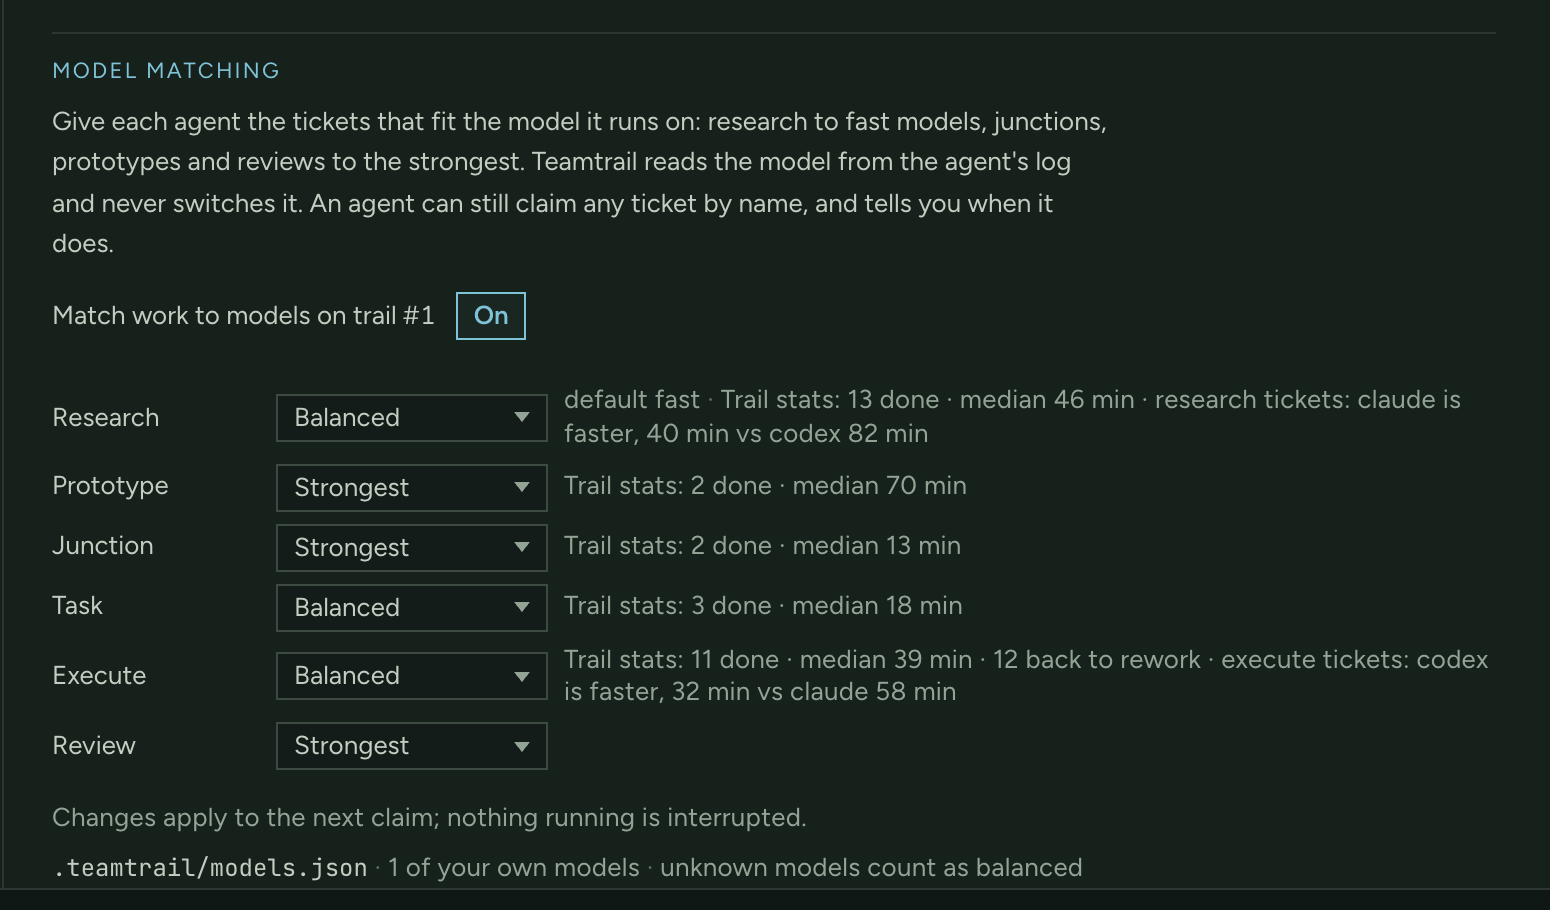 MODEL MATCHING
Give each agent the tickets that fit the model it runs on: research to fast models, junctions,
prototypes and reviews to the strongest. Teamtrail reads the model from the agent's log
and never switches it. An agent can still claim any ticket by name, and tells you when it
does.
Match work to models on trail #1 On
Research Balanced default fast · Trail stats: 13 done · median 46 min · research tickets: claude is
faster, 40 min vs codex 82 min
Prototype Strongest Trail stats: 2 done · median 70 min
Junction Strongest Trail stats: 2 done · median 13 min
Task Balanced Trail stats: 3 done · median 18 min
Execute Balanced Trail stats: 11 done · median 39 min · 12 back to rework · execute tickets: codex
is faster, 32 min vs claude 58 min
Review Strongest
Changes apply to the next claim; nothing running is interrupted.
.teamtrail/models.json · 1 of your own models · unknown models count as balanced